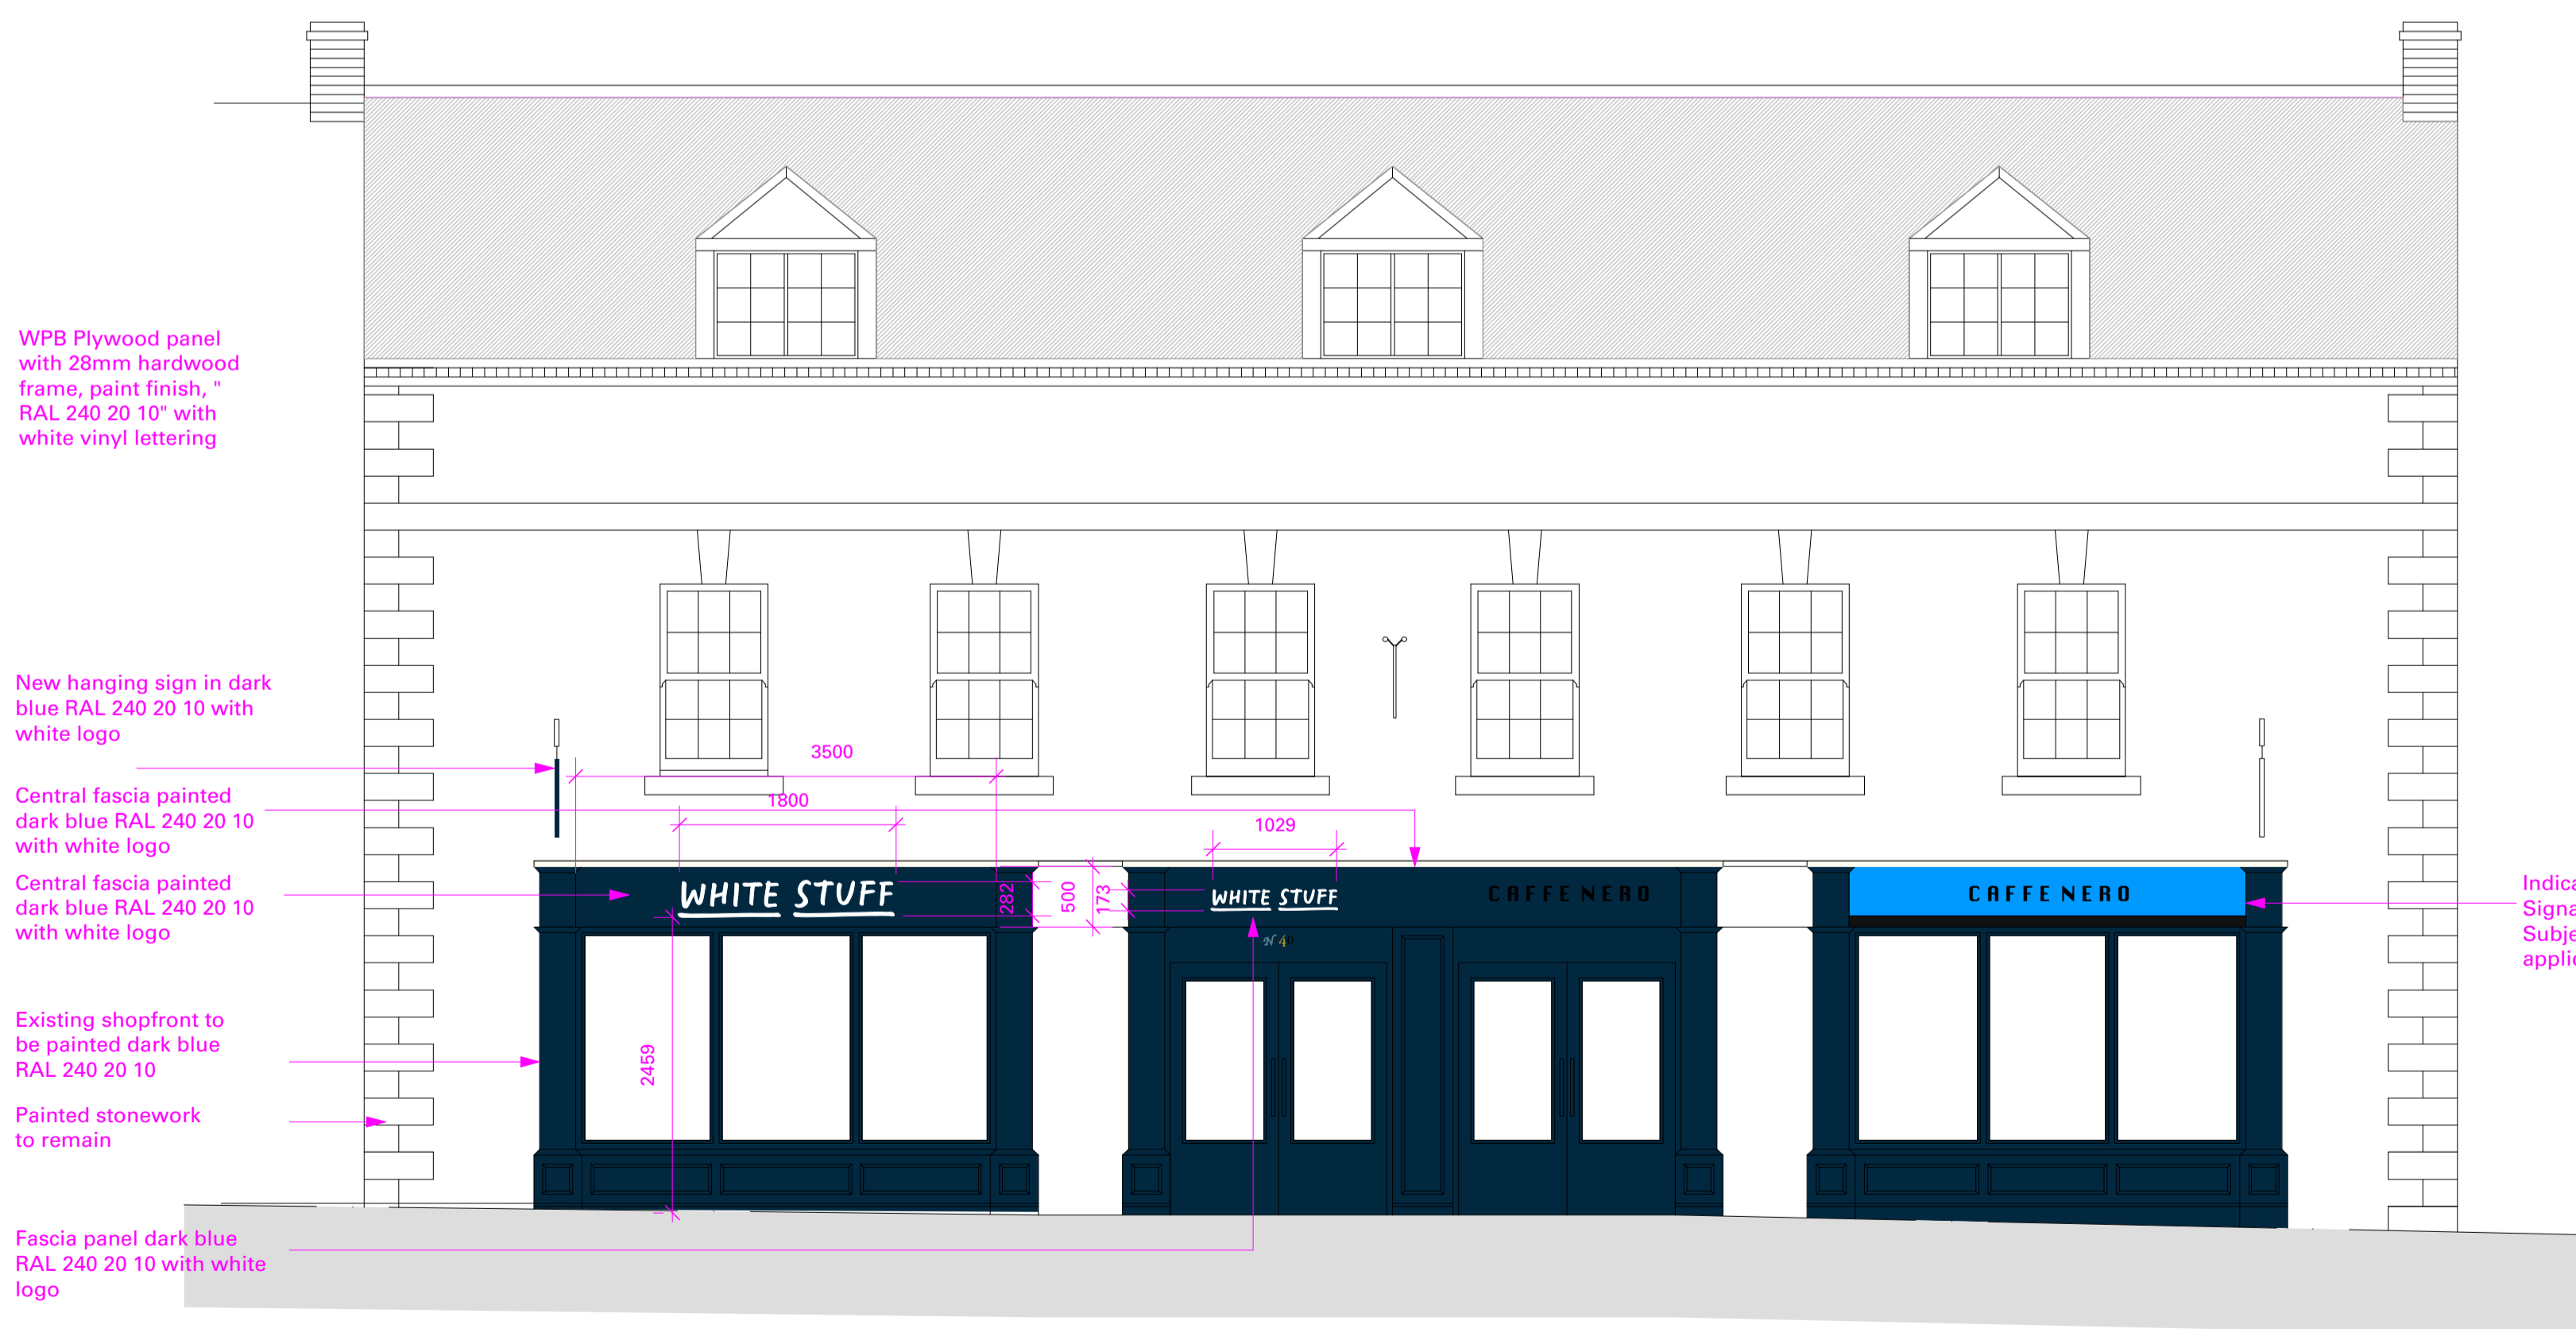 WPB Plywood panel
with 28mm hardwood
frame, paint finish, "
RAL 240 20 10" with
white vinyl lettering
New hanging sign in dark
blue RAL 240 20 10 with
white logo
Central fascia painted
dark blue RAL 240 20 10
with white logo
Central fascia painted
dark blue RAL 240 20 10
with white logo
Existing shopfront to
be painted dark blue
RAL 240 20 10
Painted stonework
to remain
Fascia panel dark blue
RAL 240 20 10 with white
logo
3500
1800
1029
WHITE STUFF
282
500
173
WHITE STUFF
CAFFE NERO
CAFFE NERO
N 40
2459
Indica
Signa
Subje
applie